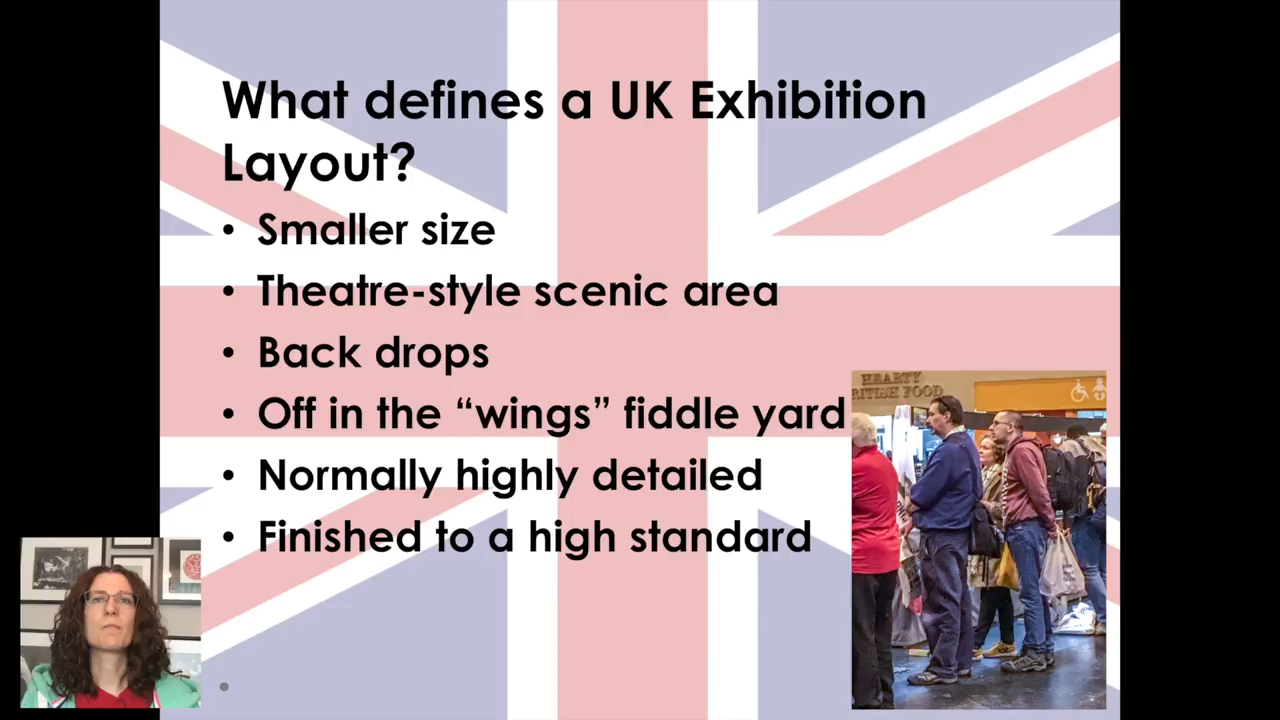 What defines a UK Exhibition
Layout?
• Smaller size
• Theatre-style scenic area
• Back drops
• Off in the “wings” fiddle yard
• Normally highly detailed
• Finished to a high standard
HEARTY
RITISH FOOD